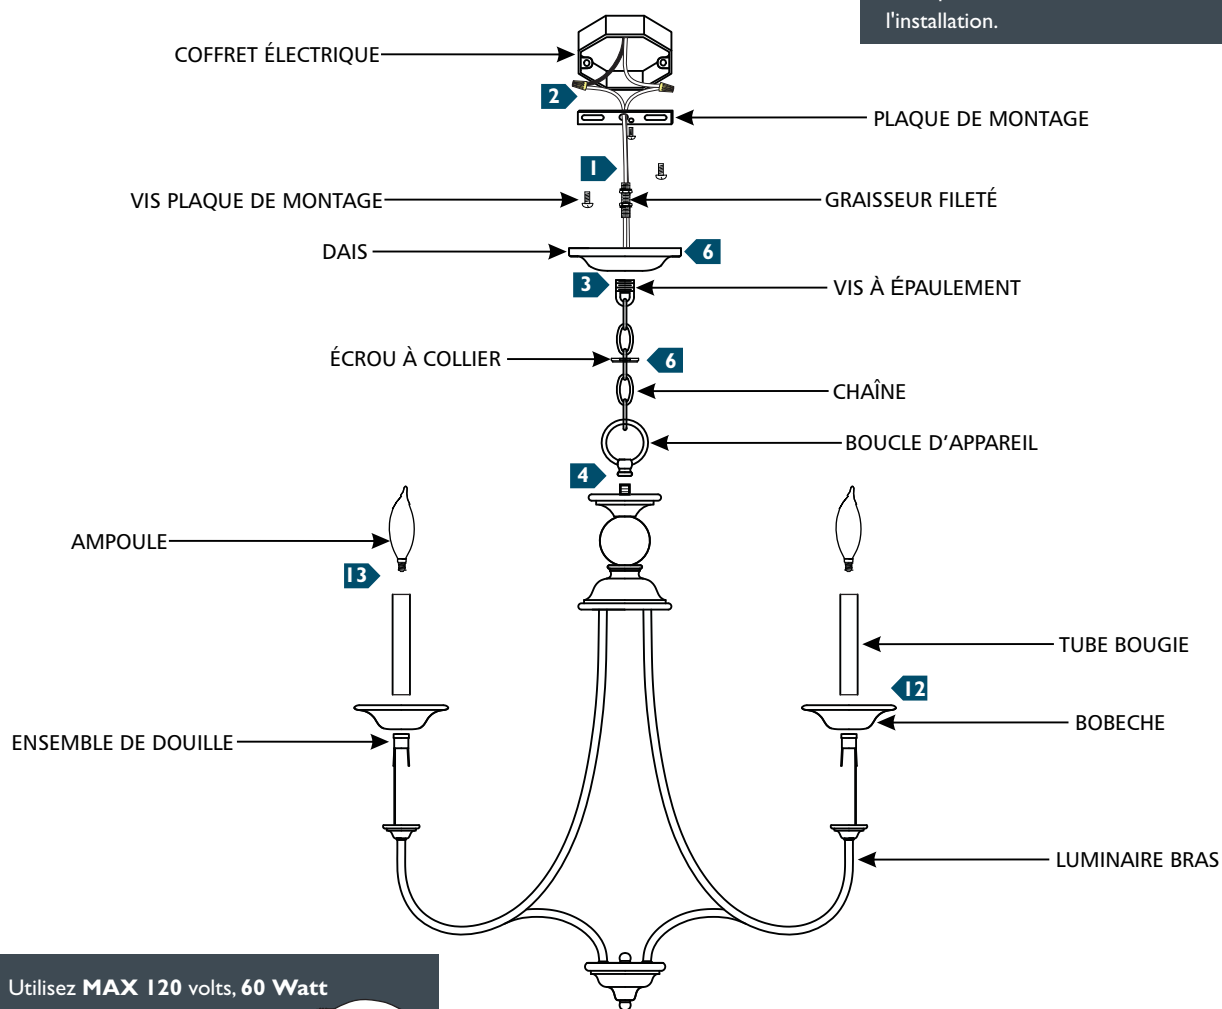 l'installation.
COFFRET ÉLECTRIQUE
2
PLAQUE DE MONTAGE
1
VIS PLAQUE DE MONTAGE
GRAISSEUR FILETÉ
DAIS
6
3
VIS À ÉPAULEMENT
ÉCROU À COLLIER
6
CHAÎNE
BOUCLE D'APPAREIL
4
AMPOULE
13
TUBE BOUGIE
12
BOBECHE
ENSEMBLE DE DOUILLE
LUMINAIRE BRAS
Utilisez MAX 120 volts, 60 Watt